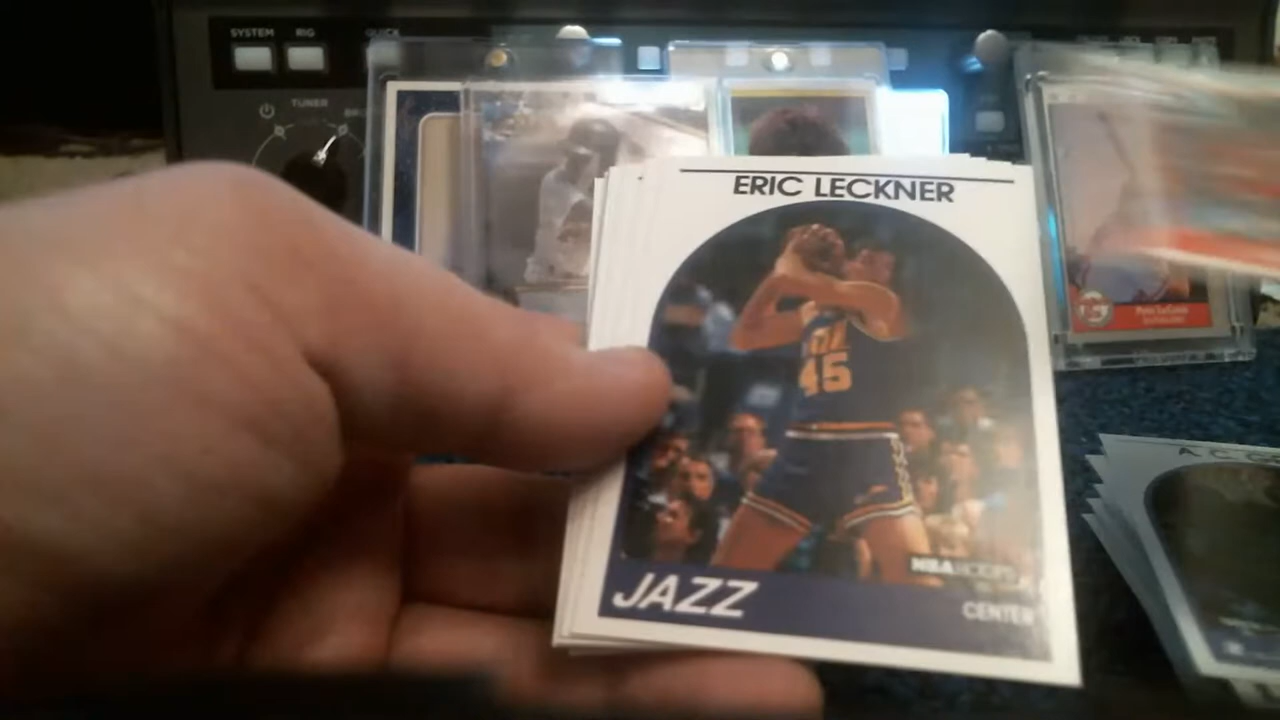 SYSTEM
RIG
QUICK
TUNER
ERIC LECKNER
45
NBA HOOPS
JAZZ
CENTER
A.C. G